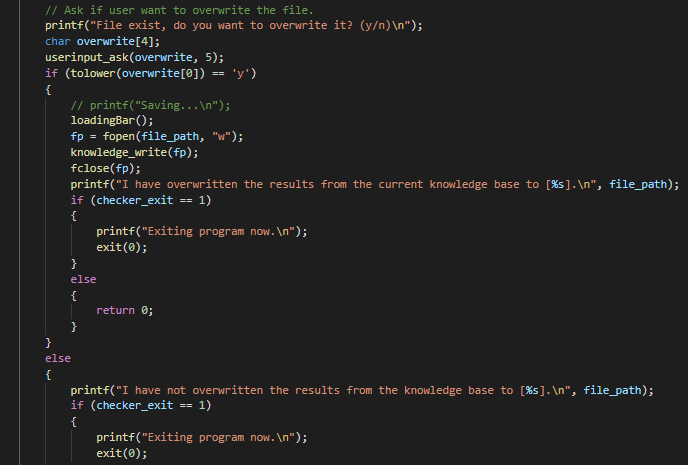 // Ask if user want to overwrite the file.
printf("File exist, do you want to overwrite it? (y/n)\n");
char overwrite[4];
userinput_ask(overwrite, 5);
if (tolower(overwrite[0]) == 'y')
{
    // printf("Saving...\n");
    loadingBar();
    fp = fopen(file_path, "w");
    knowledge_write(fp);
    fclose(fp);
    printf("I have overwritten the results from the current knowledge base to [%s].\n", file_path);
    if (checker_exit == 1)
    {
        printf("Exiting program now.\n");
        exit(0);
    }
    else
    {
        return 0;
    }
}
else
{
    printf("I have not overwritten the results from the knowledge base to [%s].\n", file_path);
    if (checker_exit == 1)
    {
        printf("Exiting program now.\n");
        exit(0);